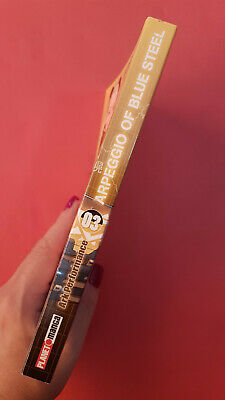 ARPEGGIO OF BLUE STEEL
03
Ark Performance
PLANET manga